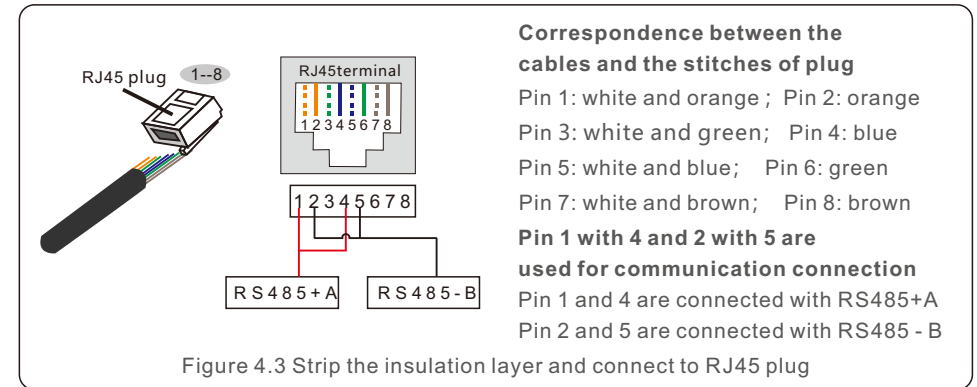 RJ45 plug
1--8
RJ45terminal
12345678
12345678
RS485+A
RS485-B
Correspondence between the
cables and the stitches of plug
Pin 1: white and orange ; Pin 2: orange
Pin 3: white and green; Pin 4: blue
Pin 5: white and blue; Pin 6: green
Pin 7: white and brown; Pin 8: brown
Pin 1 with 4 and 2 with 5 are
used for communication connection
Pin 1 and 4 are connected with RS485+A
Pin 2 and 5 are connected with RS485 - B
Figure 4.3 Strip the insulation layer and connect to RJ45 plug